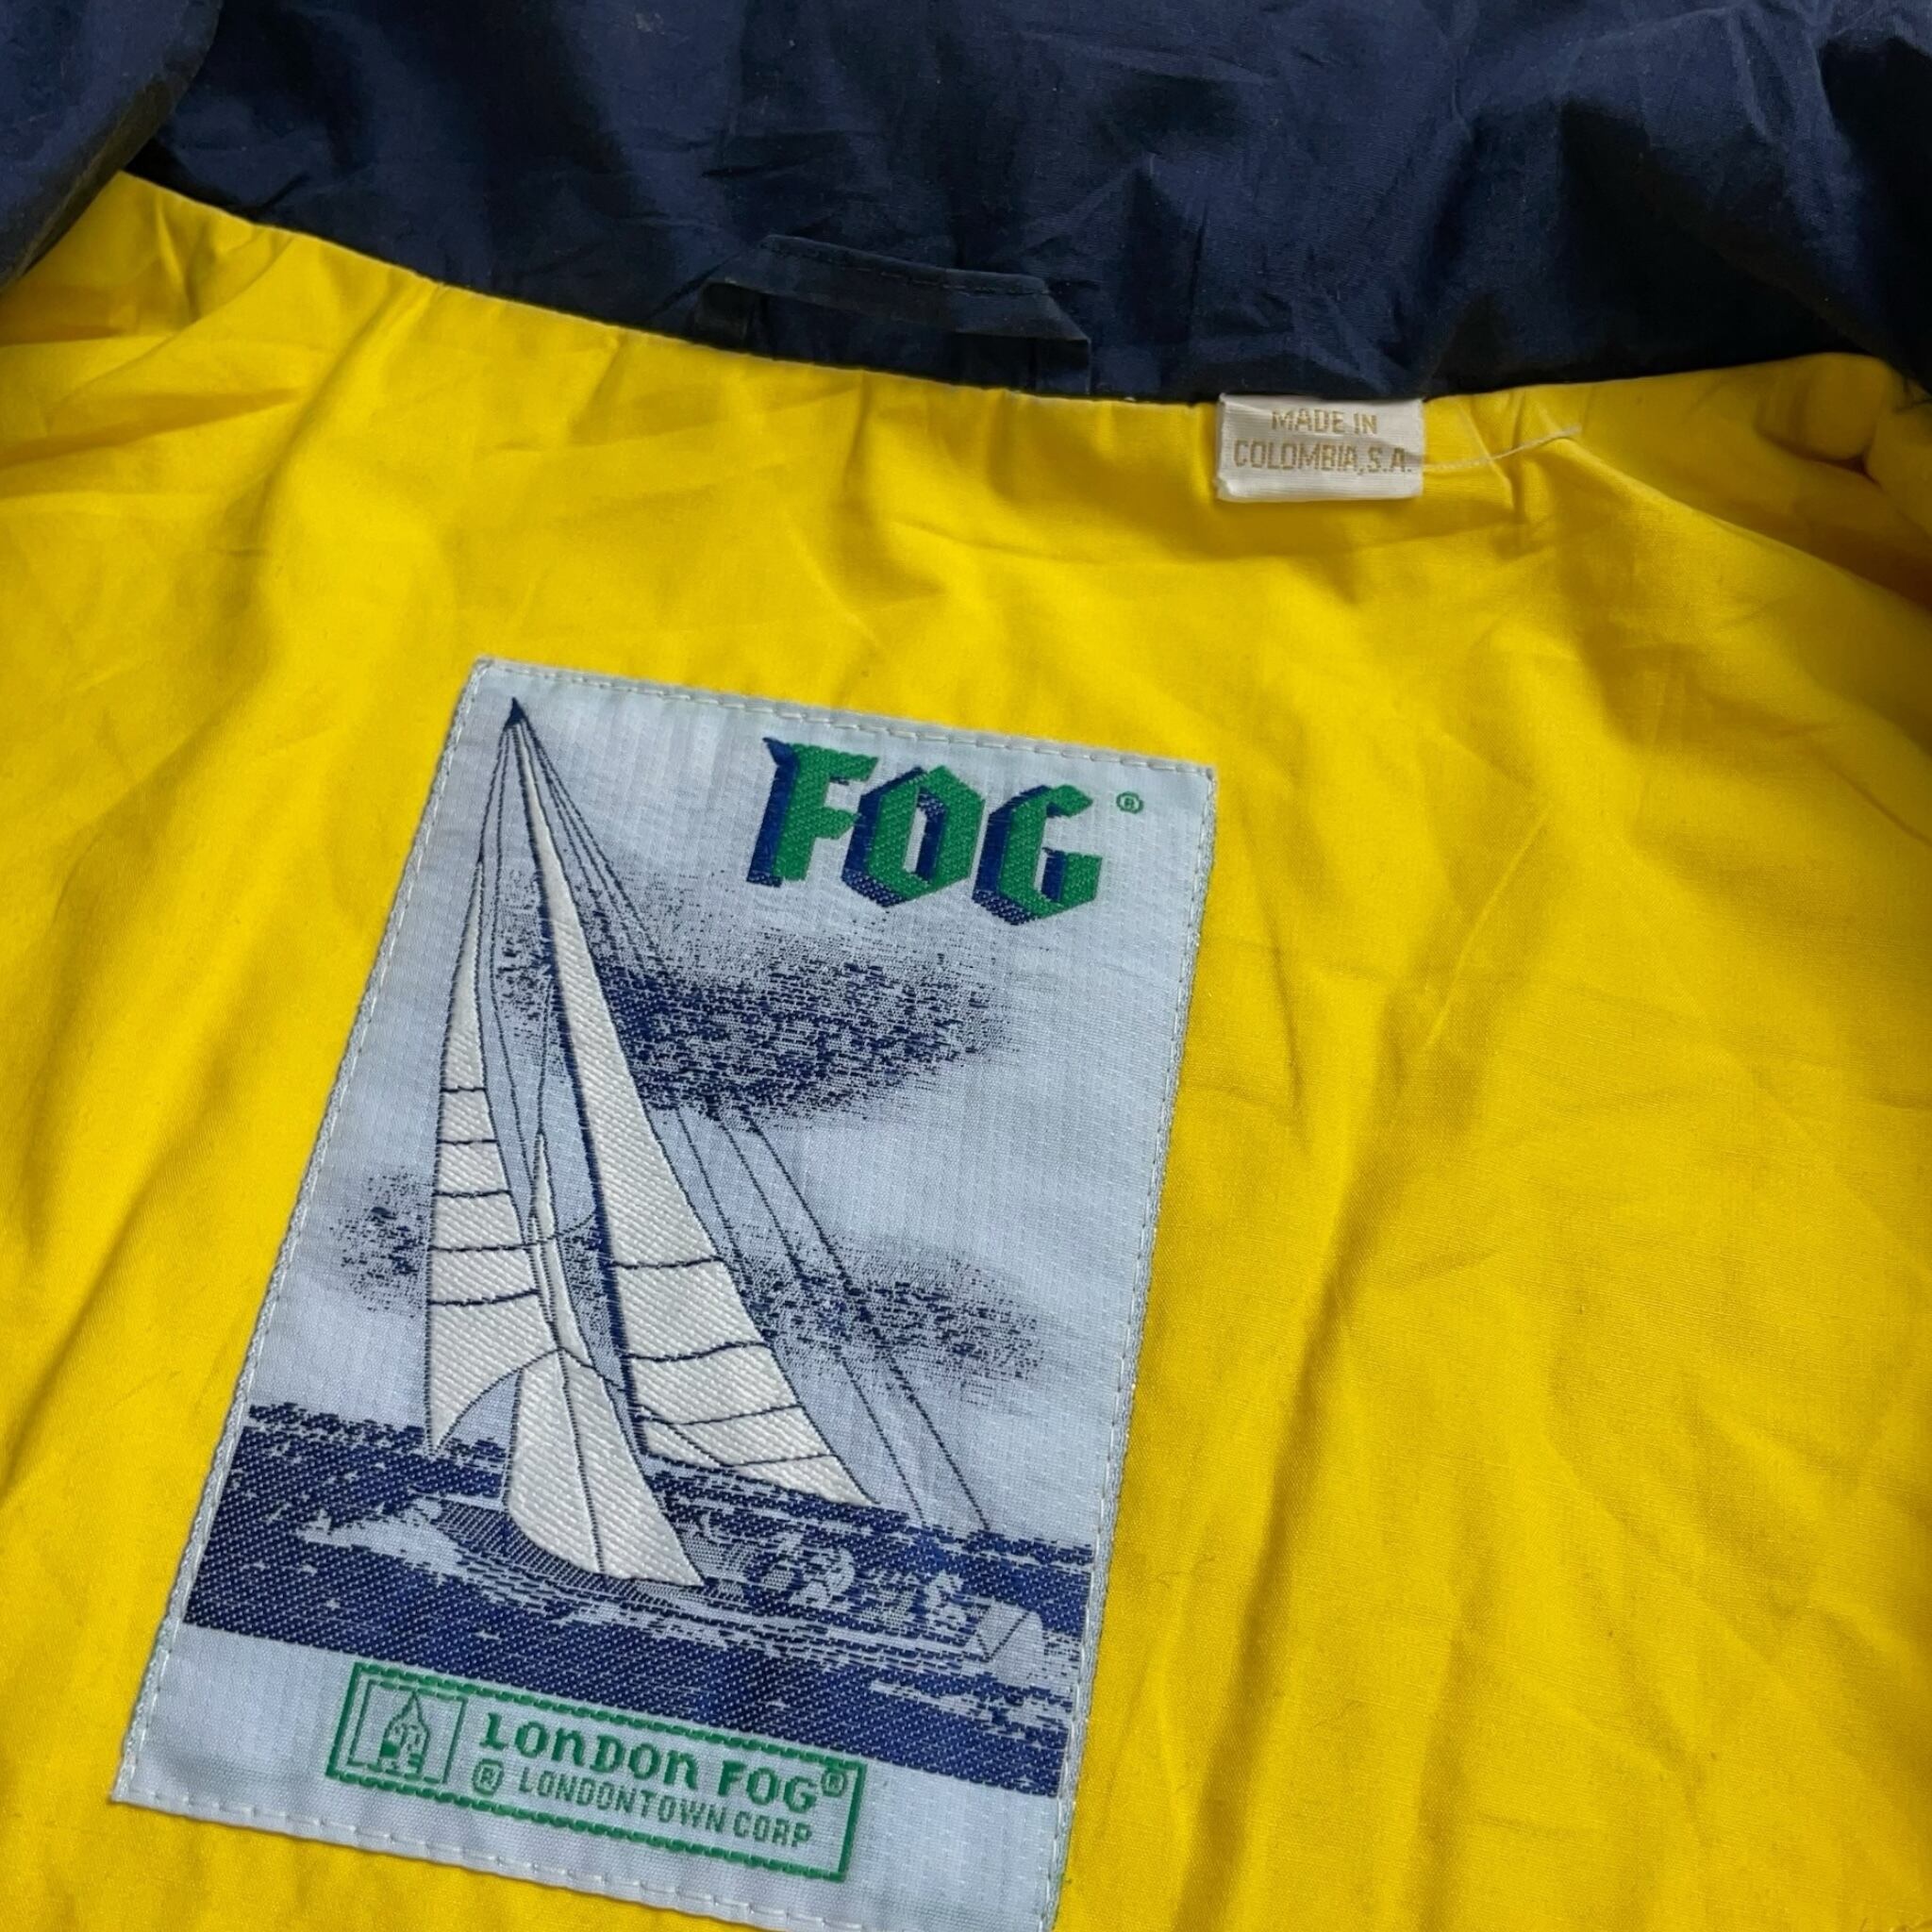 MADE IN
COLOMBIA, S.A.
FOG ®
LONDON FOG®
® LONDONTOWN CORP